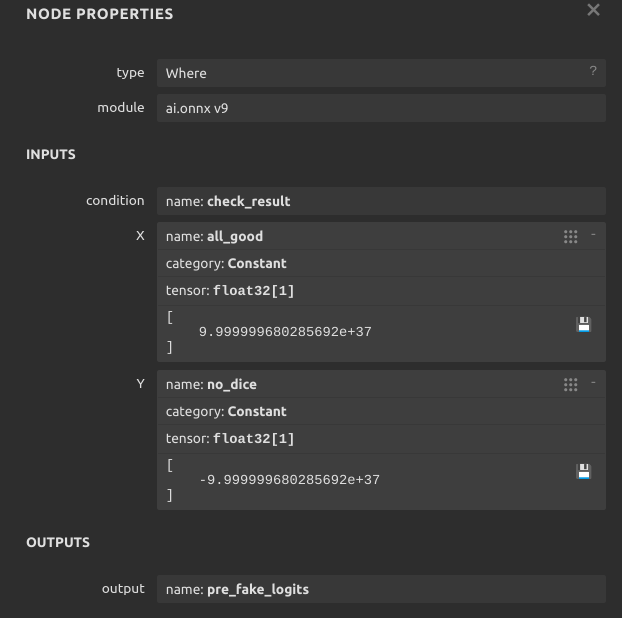 NODE PROPERTIES
type Where ?
module ai.onnx v9
INPUTS
condition name: check_result
X name: all_good -
category: Constant
tensor: float32[1]
[
9.999999680285692e+37
]
Y name: no_dice -
category: Constant
tensor: float32[1]
[
-9.999999680285692e+37
]
OUTPUTS
output name: pre_fake_logits